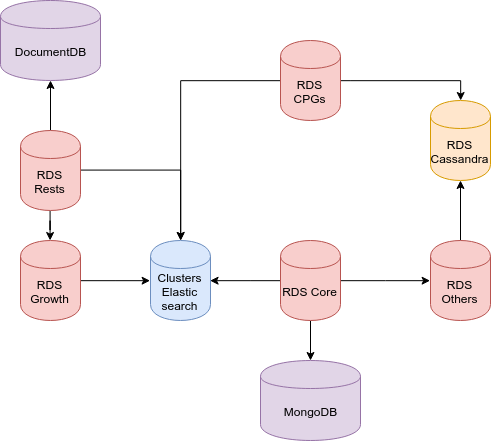 DocumentDB
RDS
CPGs
RDS
Cassandra
RDS
Rests
RDS
Growth
Clusters
Elastic
search
RDS Core
RDS
Others
MongoDB